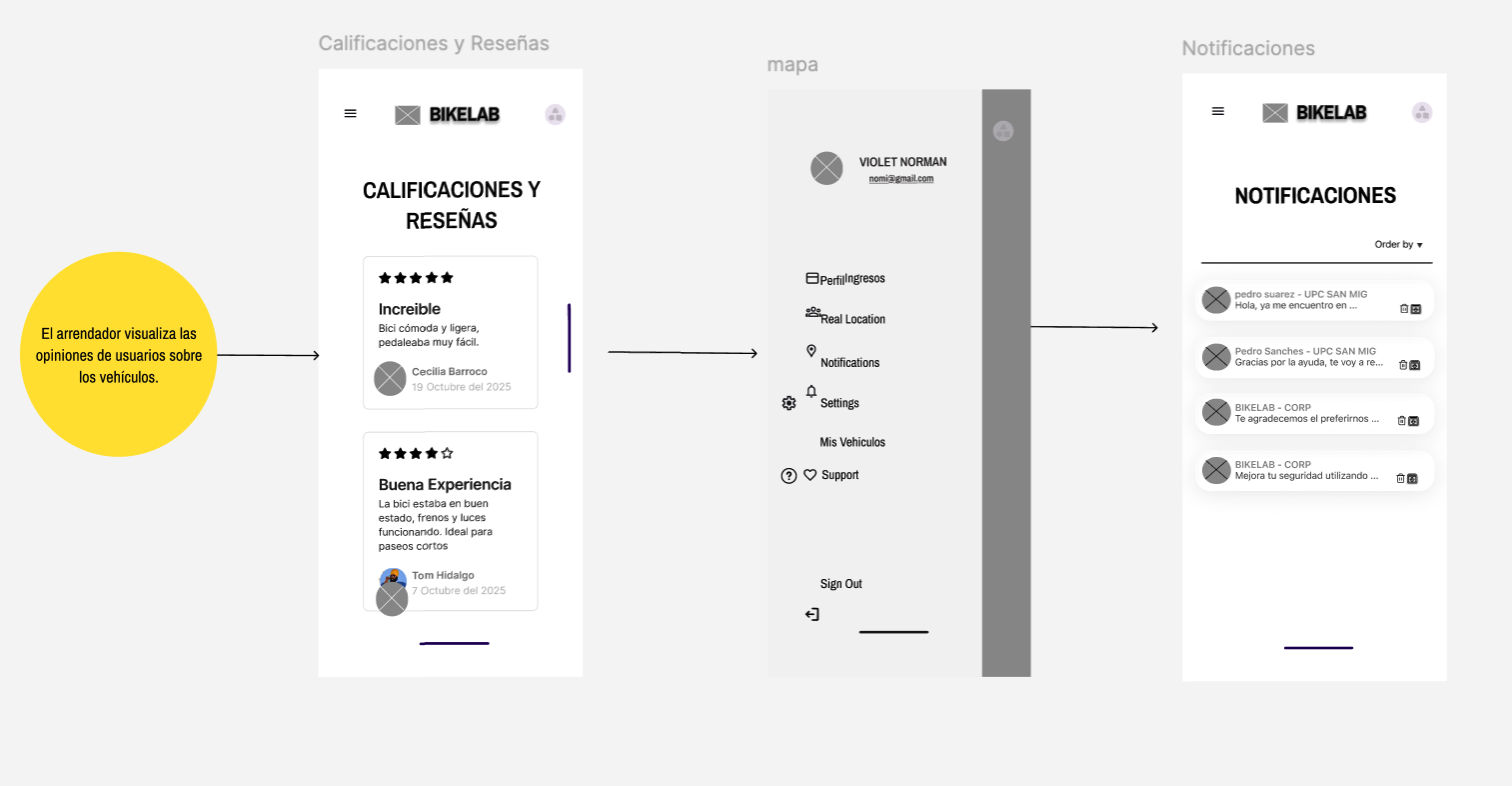 Calificaciones y Reseñas
BIKELAB
CALIFICACIONES Y
RESEÑAS
Increible
Bici cómoda y ligera,
pedaleaba muy fácil.
Cecilia Barroco
19 Octubre del 2025
Buena Experiencia
La bici estaba en buen
estado, frenos y luces
funcionando. Ideal para
paseos cortos
Tom Hidalgo
7 Octubre del 2025
El arrendador visualiza las
opiniones de usuarios sobre
los vehículos.
mapa
VIOLET NORMAN
nomi@gmail.com
PerfilIngresos
Real Location
Notifications
Settings
Mis Vehiculos
Support
Sign Out
Notificaciones
BIKELAB
NOTIFICACIONES
Order by
pedro suarez - UPC SAN MIG
Hola, ya me encuentro en ...
Pedro Sanches - UPC SAN MIG
Gracias por la ayuda, te voy a re...
BIKELAB - CORP
Te agradecemos el preferirnos ...
BIKELAB - CORP
Mejora tu seguridad utilizando ...